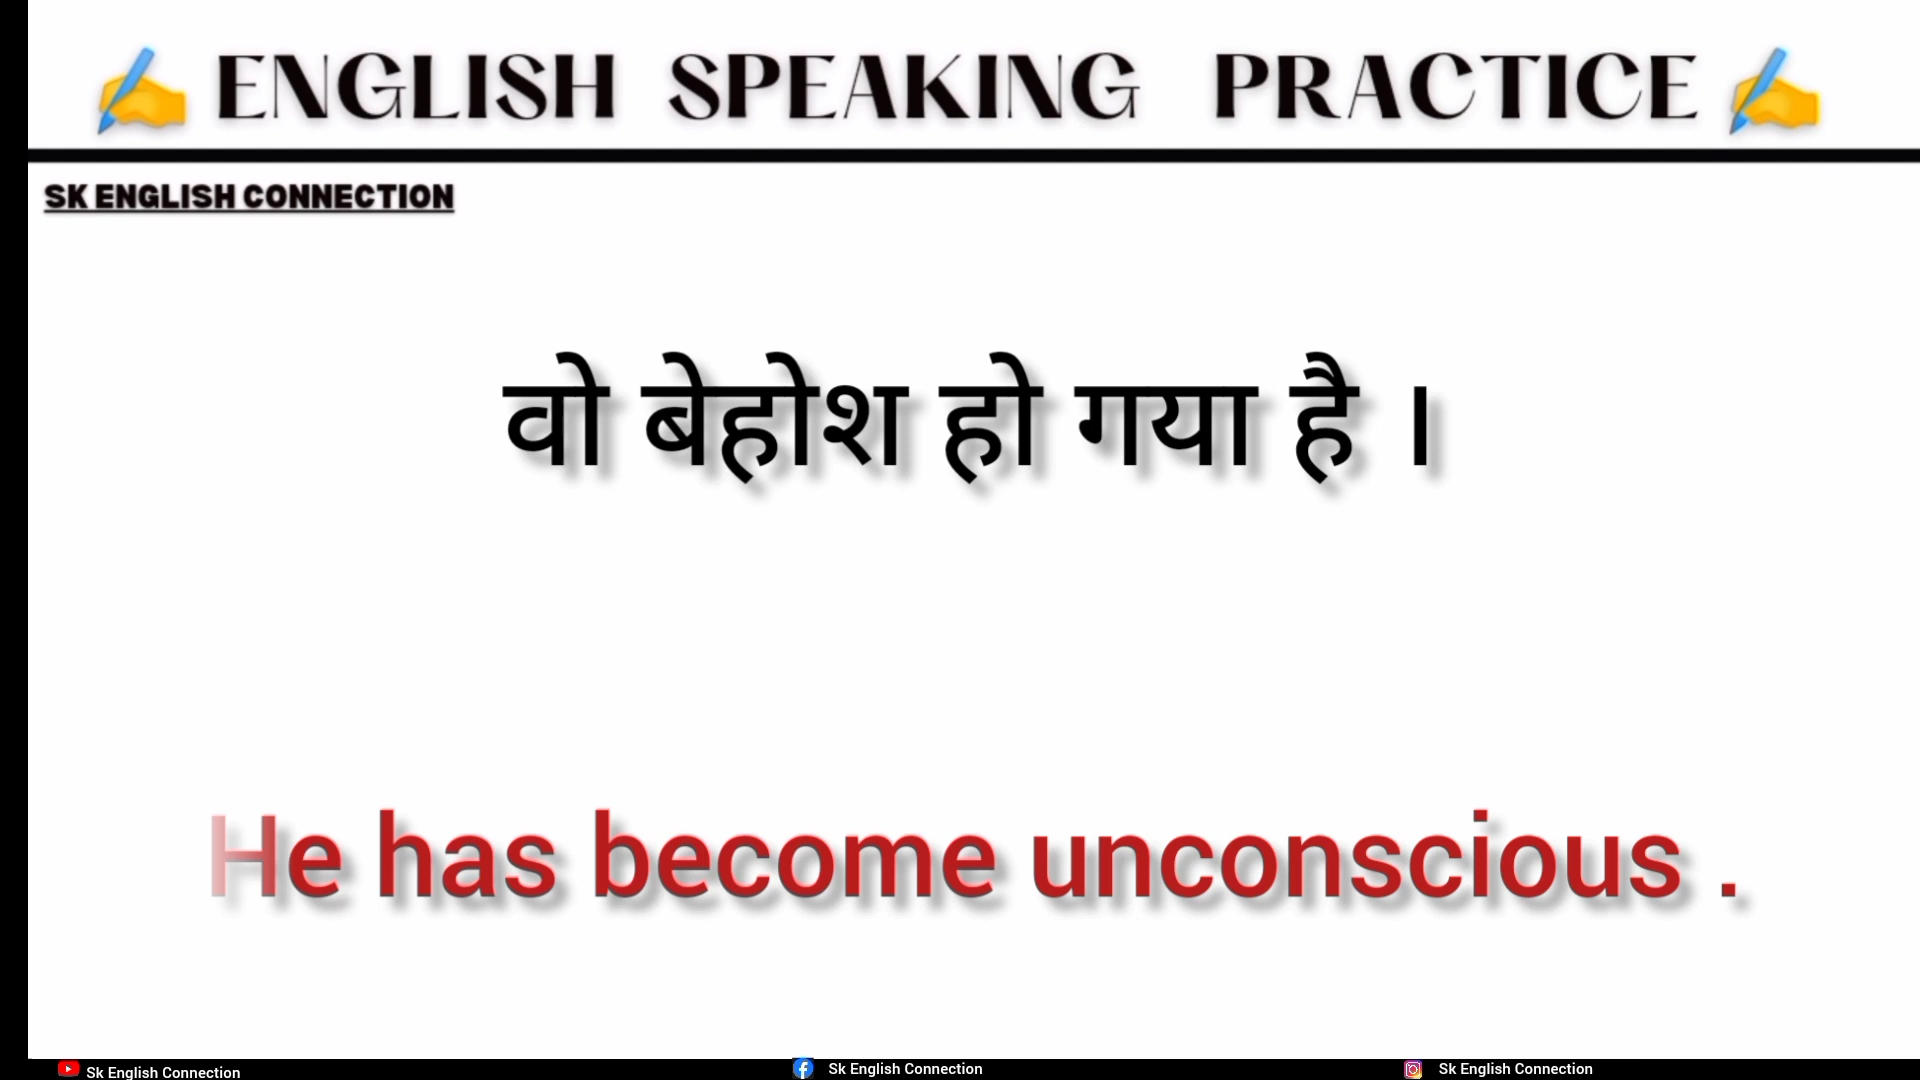 ENGLISH SPEAKING PRACTICE
SK ENGLISH CONNECTION
वो बेहोश हो गया है ।
He has become unconscious .
Sk English Connection
Sk English Connection
Sk English Connection